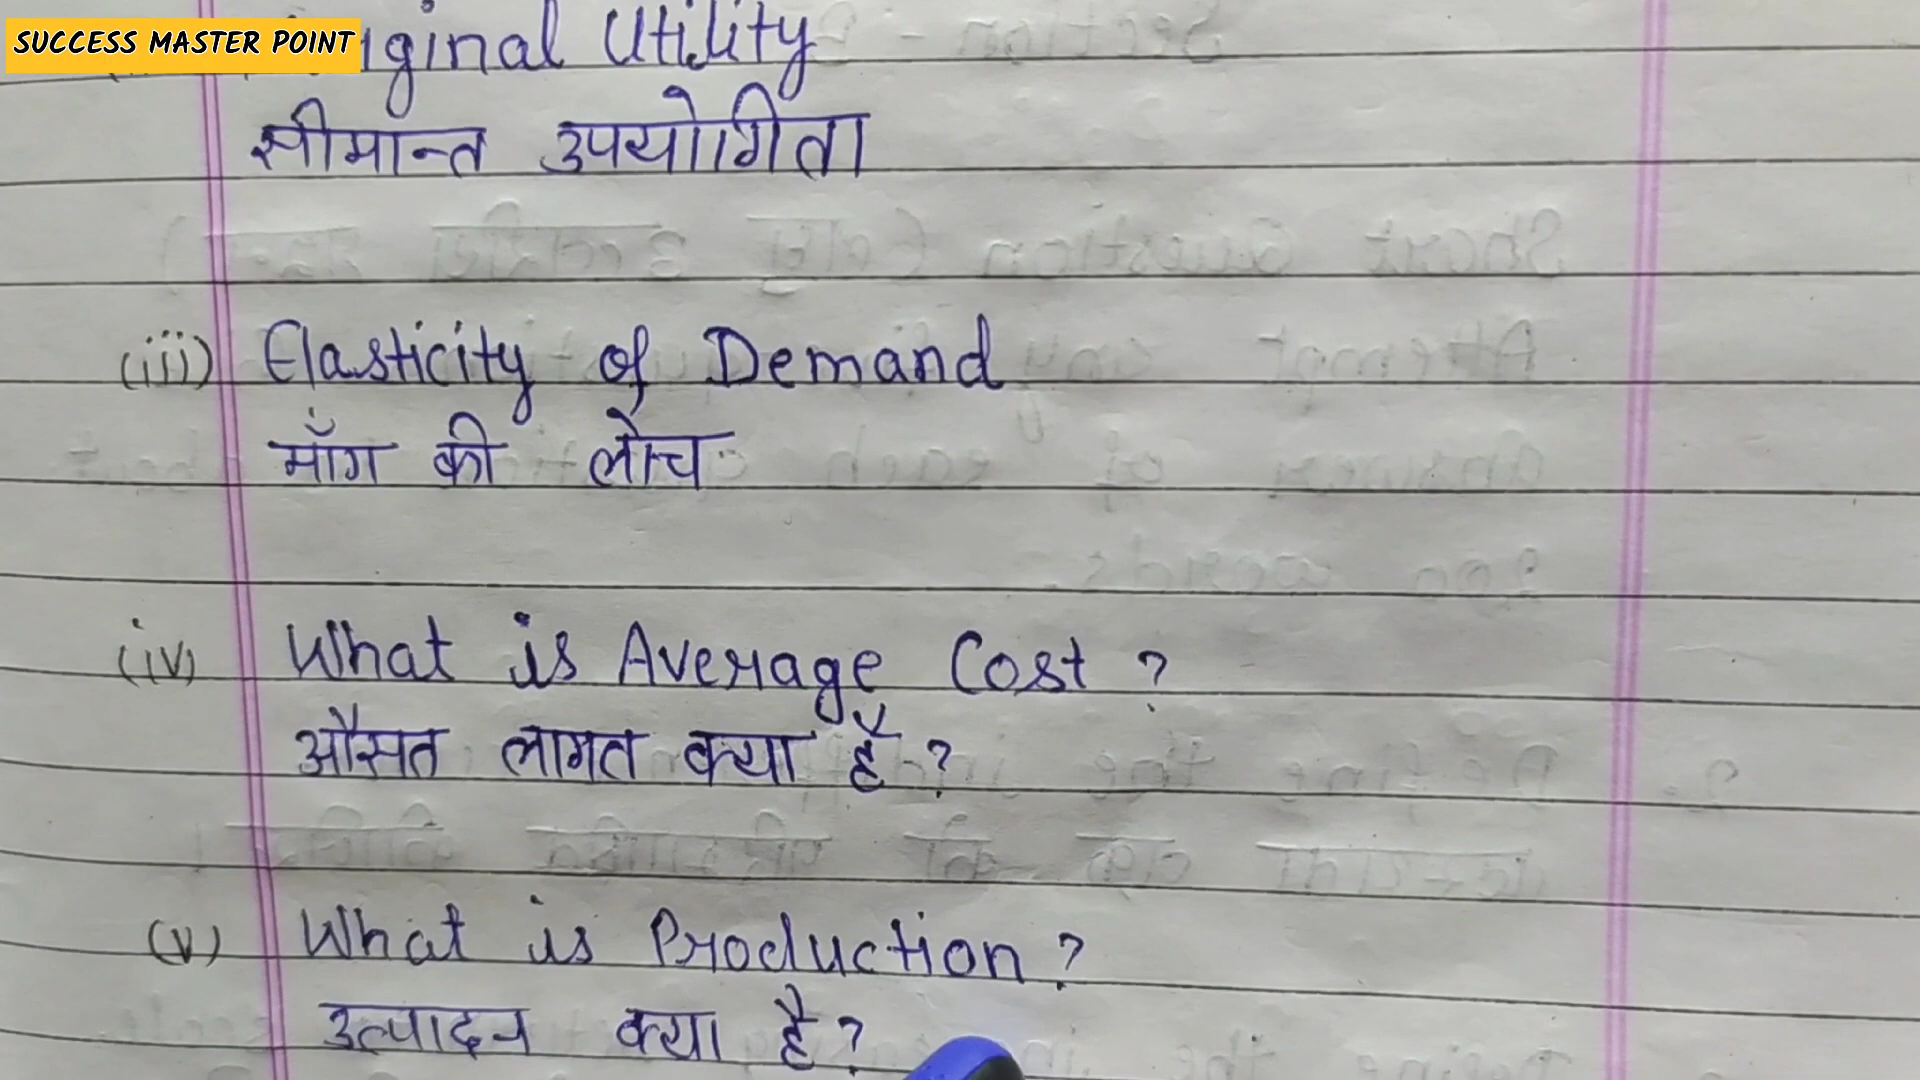 SUCCESS MASTER POINT
ginal Utility
सीमान्त उपयोगिता
(iii) Elasticity of Demand
माँग की लोच
(iv) What is Average Cost ?
औसत लागत क्या है ?
(v) What is Production ?
उत्पादन क्या है ?